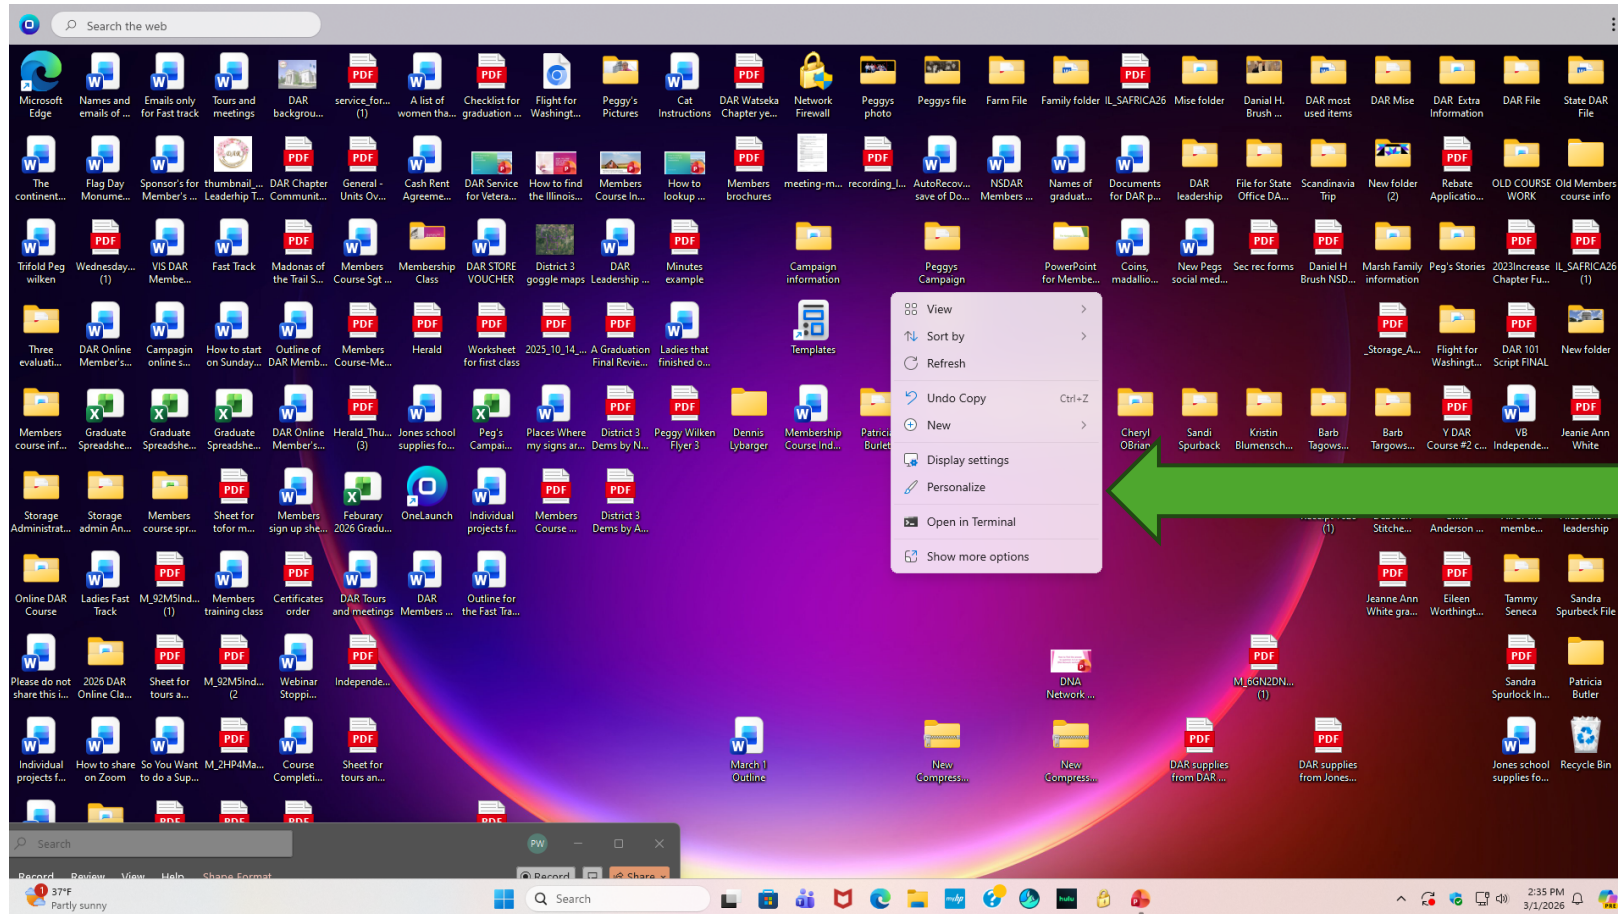 Search the web
Microsoft Edge
Names and emails of ...
Emails only for Fast track
Tours and meetings
DAR backgrou...
service_for... (1)
A list of women tha...
Checklist for graduation ...
Flight for Washingt...
Peggy's Pictures
Cat Instructions
DAR Watseka Chapter ye...
Network Firewall
Peggys photo
Peggys file
Farm File
Family folder
IL_SAFRICA26
Mise folder
Danial H. Brush ...
DAR most used items
DAR Mise
DAR Extra Information
DAR File
State DAR File
The continent...
Flag Day Monume...
Sponsor's for Member's ...
thumbnail_... Leaderhip T...
DAR Chapter Communit...
General - Units Ov...
Cash Rent Agreeme...
DAR Service for Vetera...
How to find the Illinois...
Members Course In...
How to lookup ...
Members brochures
meeting-m...
recording_l...
AutoRecov... save of Do...
NSDAR Members ...
Names of graduat...
Documents for DAR p...
DAR leadership
File for State Office DA...
Scandinavia Trip
New folder (2)
Rebate Applicatio...
OLD COURSE WORK
Old Members course info
Trifold Peg wilken
Wednesday... (1)
VIS DAR Membe...
Fast Track
Madonas of the Trail S...
Members Course Sgt ...
Membership Class
DAR STORE VOUCHER
District 3 goggle maps
DAR Leadership ...
Minutes example
Campaign information
Peggys Campaign
PowerPoint for Membe...
Coins, madallio...
New Pegs social med...
Sec rec forms
Daniel H Brush NSD...
Marsh Family information
Peg's Stories
2023Increase Chapter Fu...
IL_SAFRICA26 (1)
Three evaluati...
DAR Online Member's...
Campagin online s...
How to start on Sunday...
Outline of DAR Memb...
Members Course-Me...
Herald
Worksheet for first class
2025_10_14_...
A Graduation Final Revie...
Ladies that finished o...
Templates
_Storage_A...
Flight for Washingt...
DAR 101 Script FINAL
New folder
View
Sort by
Refresh
Undo Copy Ctrl+Z
New
Display settings
Personalize
Open in Terminal
Show more options
Members course inf...
Graduate Spreadshe...
Graduate Spreadshe...
Graduate Spreadshe...
DAR Online Member's...
Herald_Thu... (3)
Jones school supplies fo...
Peg's Campai...
Places Where my signs ar...
District 3 Dems by N...
Peggy Wilken Flyer 3
Dennis Lybarger
Membership Course Ind...
Cheryl OBrian
Sandi Spurback
Kristin Blumensch...
Barb Tagows...
Barb Targows...
Y DAR Course #2 c...
VB Independe...
Jeanie Ann White
Storage Administrat...
Storage admin An...
Members course spr...
Sheet for tofor m...
Members sign up she...
Feburary 2026 Gradu...
OneLaunch
Individual projects f...
Members Course ...
District 3 Dems by A...
(1)
Stitche...
Anderson ...
membe...
leadership
Online DAR Course
Ladies Fast Track
M_92M5Ind... (1)
Members training class
Certificates order
DAR Tours and meetings
DAR Members ...
Outline for the Fast Tra...
Jeanne Ann White gra...
Eileen Worthingt...
Tammy Seneca
Sandra Spurbeck File
Please do not share this i...
2026 DAR Online Cla...
Sheet for tours a...
M_92M5Ind... (2
Webinar Stoppi...
Independe...
DNA Network ...
M_6GN2DN... (1)
Sandra Spurlock In...
Patricia Butler
Individual projects f...
How to share on Zoom
So You Want to do a Sup...
M_2HP4Ma...
Course Completi...
Sheet for tours an...
March 1 Outline
New Compress...
New Compress...
DAR supplies from DAR ...
DAR supplies from Jones...
Jones school supplies fo...
Recycle Bin
Search
PW
Record Review View Help Shape Format
Record
Share
37°F
Partly sunny
Search
hulu
2:35 PM
3/1/2026